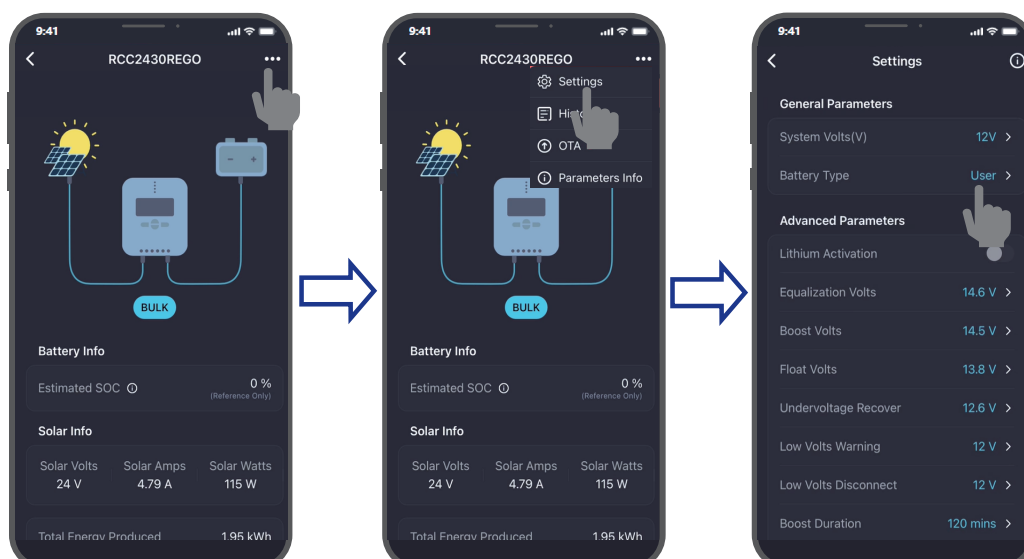 9:41
RCC2430REGO
- +
BULK
Battery Info
Estimated SOC 0 %
(Reference Only)
Solar Info
Solar Volts Solar Amps Solar Watts
24 V 4.79 A 115 W
Total Energy Produced 1.95 kWh
9:41
RCC2430REGO
Settings
OTA
Parameters Info
BULK
Battery Info
Estimated SOC 0 %
(Reference Only)
Solar Info
Solar Volts Solar Amps Solar Watts
24 V 4.79 A 115 W
Total Energy Produced 1.95 kWh
9:41
Settings
General Parameters
System Volts(V) 12V
Battery Type User
Advanced Parameters
Lithium Activation
Equalization Volts 14.6 V
Boost Volts 14.5 V
Float Volts 13.8 V
Undervoltage Recover 12.6 V
Low Volts Warning 12 V
Low Volts Disconnect 12 V
Boost Duration 120 mins